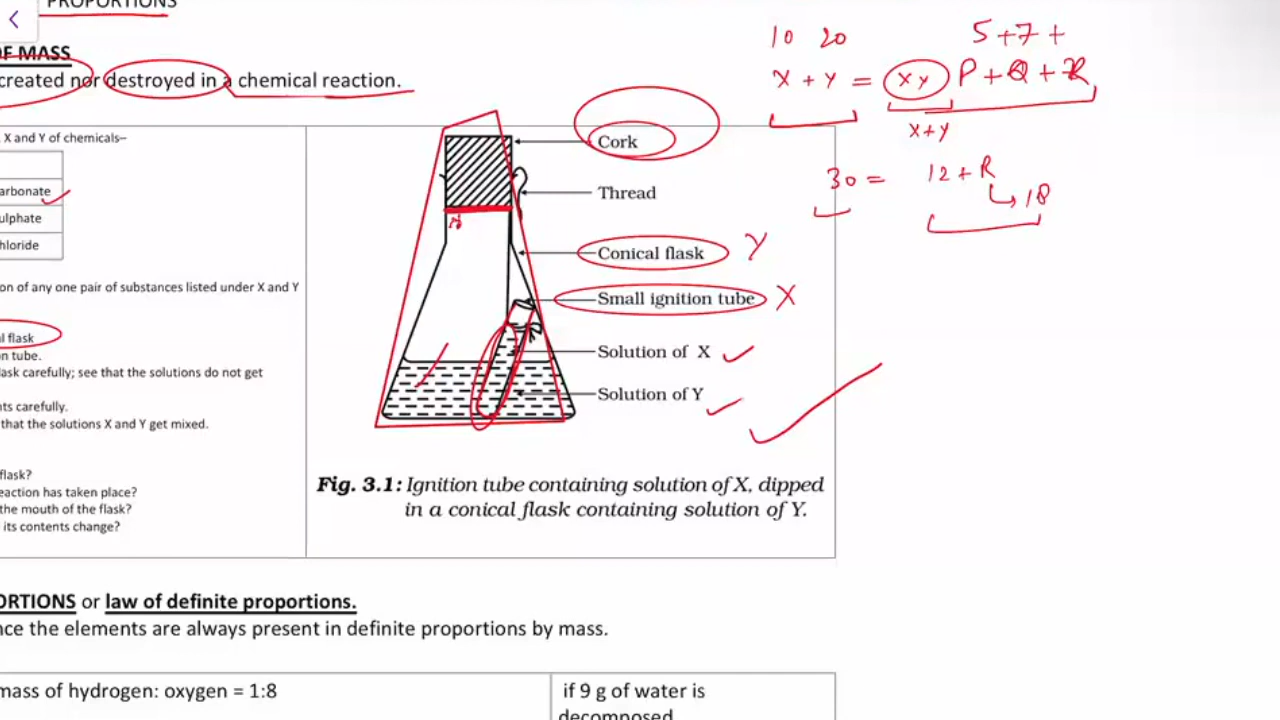 PROPORTIONS
OF MASS
created nor destroyed in a chemical reaction.
X and Y of chemicals–
arbonate
ulphate
hloride
on of any one pair of substances listed under X and Y
al flask
n tube.
lask carefully; see that the solutions do not get
nts carefully.
that the solutions X and Y get mixed.
flask?
eaction has taken place?
the mouth of the flask?
its contents change?
Cork
Thread
Conical flask Y
Small ignition tube X
Solution of X
Solution of Y
Fig. 3.1: Ignition tube containing solution of X, dipped
in a conical flask containing solution of Y.
10 20 5+7+
X + Y = XY P+Q+R
X+Y
30 = 12+R
18
ORTIONS or law of definite proportions.
nce the elements are always present in definite proportions by mass.
mass of hydrogen: oxygen = 1:8
if 9 g of water is
decomposed